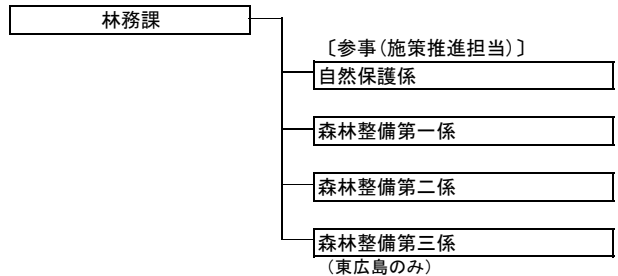 林務課
〔参事(施策推進担当)〕
自然保護係
森林整備第一係
森林整備第二係
森林整備第三係
(東広島のみ)